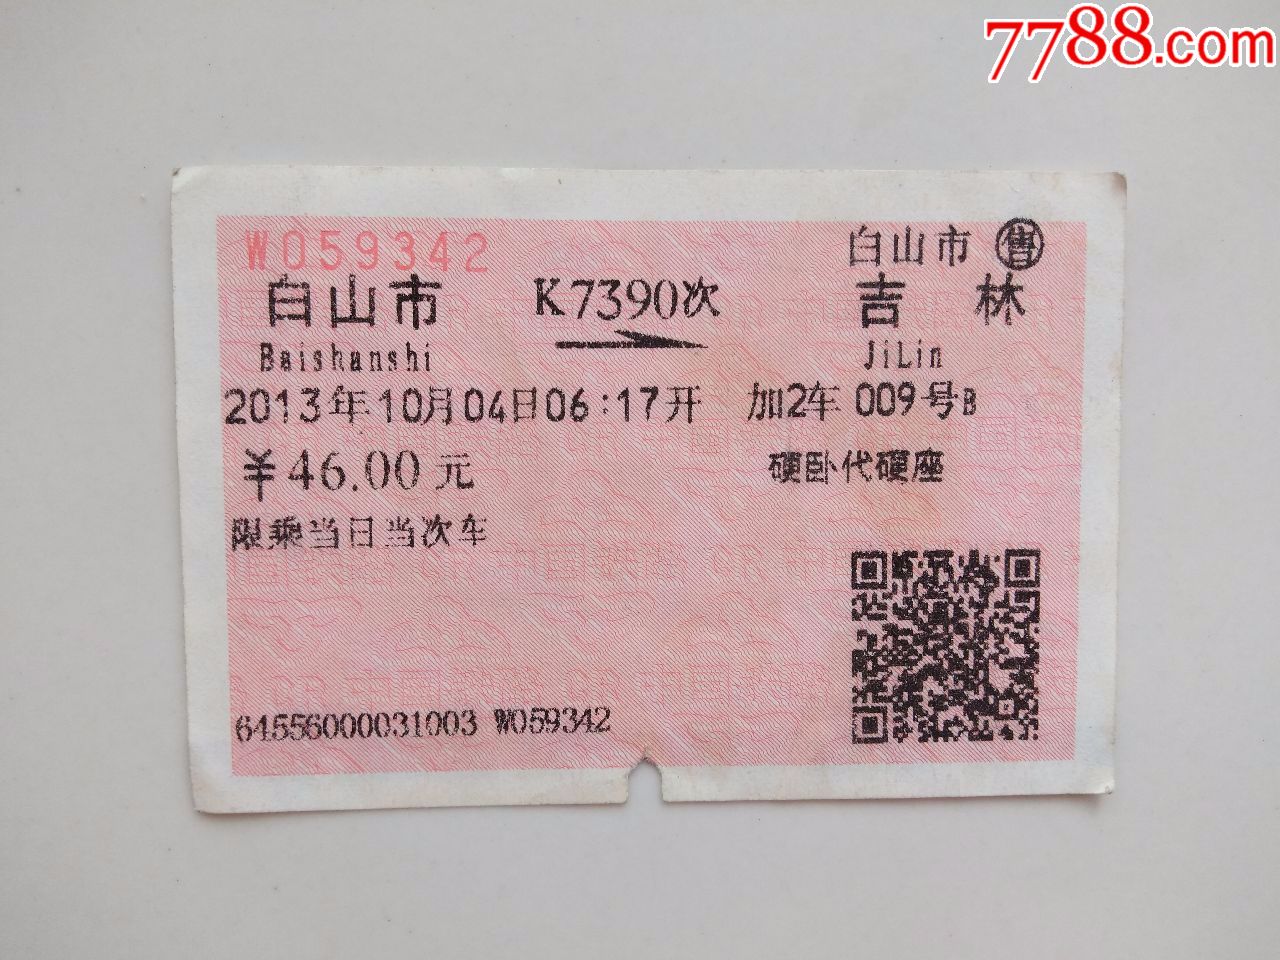 7788.com
W059342
白山市 售
白山市 K7390次 吉林
Baishanshi JiLin
2013年10月04日06:17开 加2车 009号B
￥46.00元 硬卧代硬座
限乘当日当次车
64556000031003 W059342